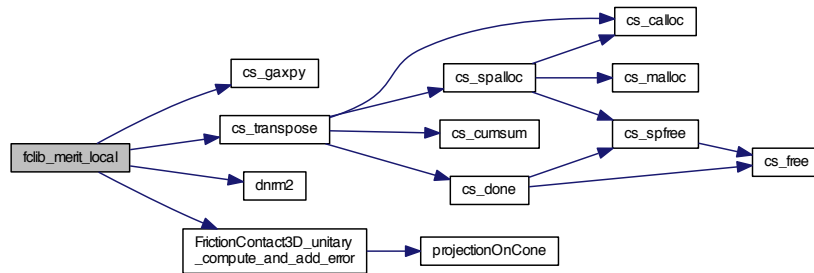 fclib_merit_local
cs_gaxpy
cs_transpose
dnrm2
FrictionContact3D_unitary
_compute_and_add_error
cs_spalloc
cs_cumsum
cs_done
projectionOnCone
cs_calloc
cs_malloc
cs_spfree
cs_free